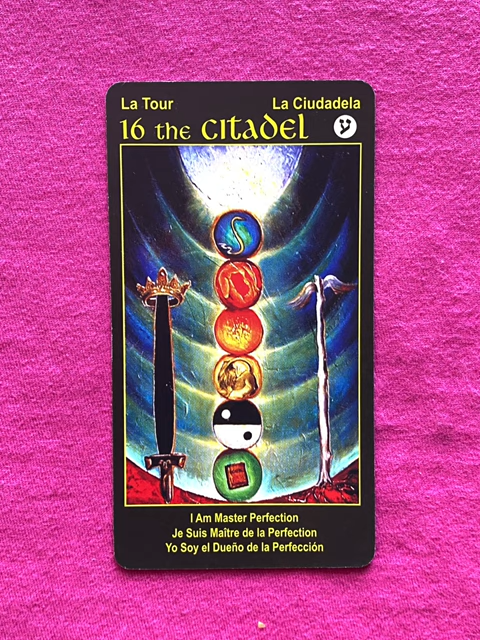 La Tour La Ciudadela
16 the CITADEL ע
I Am Master Perfection
Je Suis Maître de la Perfection
Yo Soy el Dueño de la Perfección